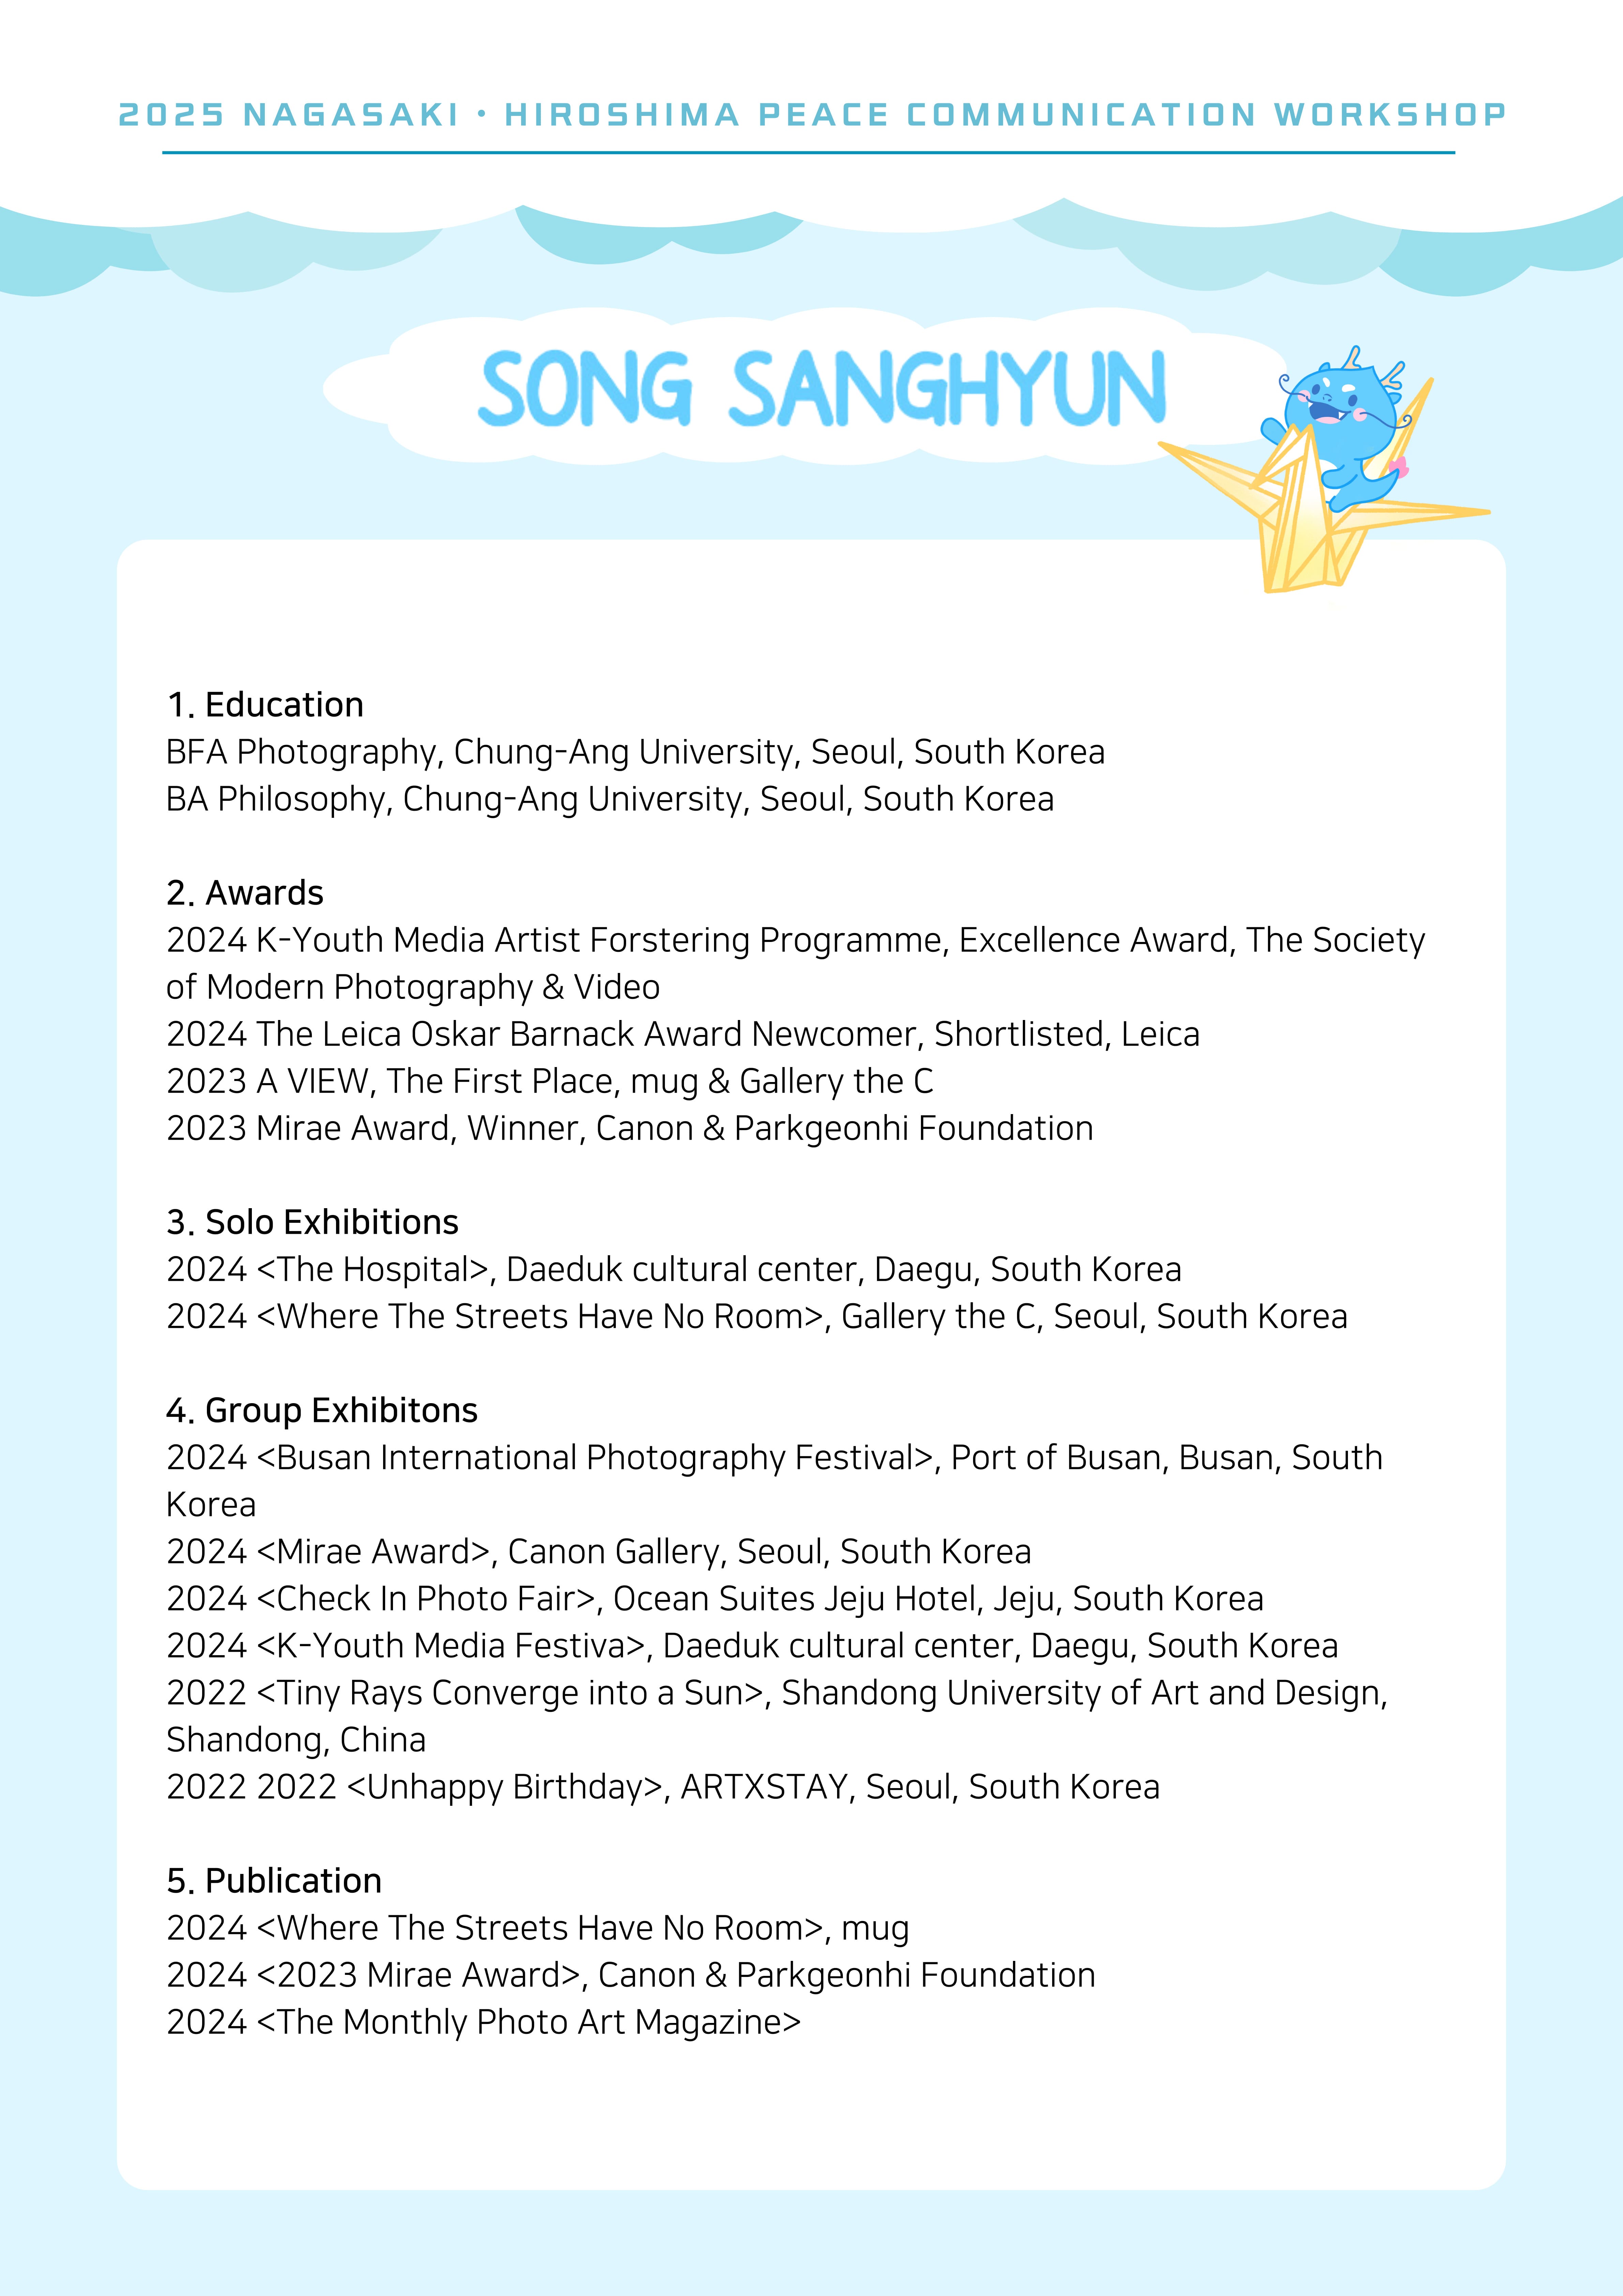 2025 NAGASAKI · HIROSHIMA PEACE COMMUNICATION WORKSHOP
SONG SANGHYUN
1. Education
BFA Photography, Chung-Ang University, Seoul, South Korea
BA Philosophy, Chung-Ang University, Seoul, South Korea
2. Awards
2024 K-Youth Media Artist Forstering Programme, Excellence Award, The Society
of Modern Photography & Video
2024 The Leica Oskar Barnack Award Newcomer, Shortlisted, Leica
2023 A VIEW, The First Place, mug & Gallery the C
2023 Mirae Award, Winner, Canon & Parkgeonhi Foundation
3. Solo Exhibitions
2024 <The Hospital>, Daeduk cultural center, Daegu, South Korea
2024 <Where The Streets Have No Room>, Gallery the C, Seoul, South Korea
4. Group Exhibitons
2024 <Busan International Photography Festival>, Port of Busan, Busan, South
Korea
2024 <Mirae Award>, Canon Gallery, Seoul, South Korea
2024 <Check In Photo Fair>, Ocean Suites Jeju Hotel, Jeju, South Korea
2024 <K-Youth Media Festiva>, Daeduk cultural center, Daegu, South Korea
2022 <Tiny Rays Converge into a Sun>, Shandong University of Art and Design,
Shandong, China
2022 2022 <Unhappy Birthday>, ARTXSTAY, Seoul, South Korea
5. Publication
2024 <Where The Streets Have No Room>, mug
2024 <2023 Mirae Award>, Canon & Parkgeonhi Foundation
2024 <The Monthly Photo Art Magazine>